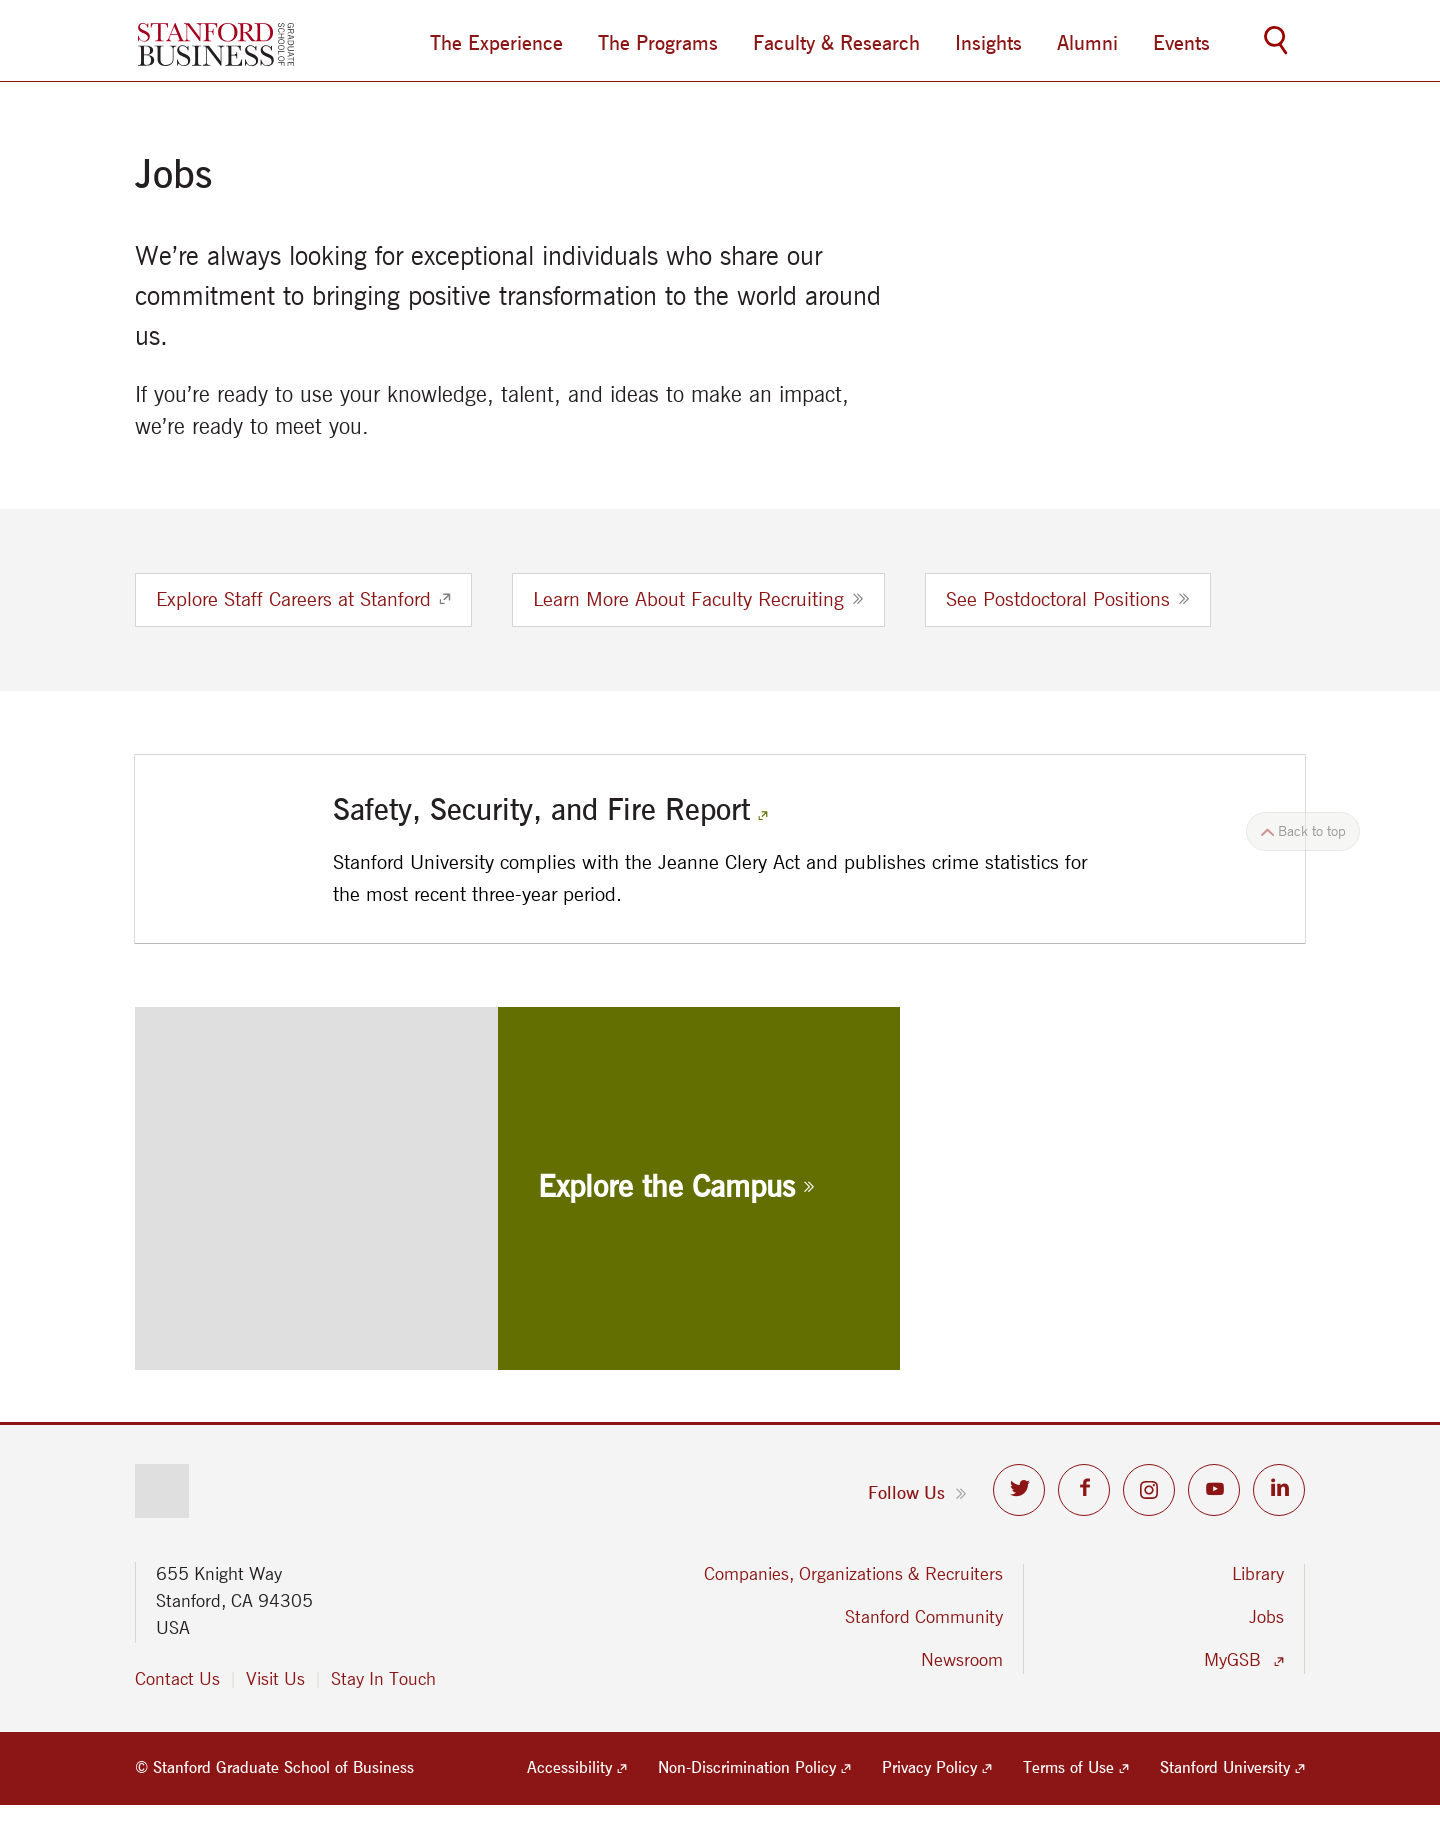 STANFORD
BUSINESS
GRADUATE
SCHOOL OF
The Experience
The Programs
Faculty & Research
Insights
Alumni
Events
Jobs
We’re always looking for exceptional individuals who share our
commitment to bringing positive transformation to the world around
us.
If you’re ready to use your knowledge, talent, and ideas to make an impact,
we’re ready to meet you.
Explore Staff Careers at Stanford
Learn More About Faculty Recruiting
See Postdoctoral Positions
Safety, Security, and Fire Report
Back to top
Stanford University complies with the Jeanne Clery Act and publishes crime statistics for
the most recent three-year period.
Explore the Campus
Follow Us
655 Knight Way
Stanford, CA 94305
USA
Contact Us | Visit Us | Stay In Touch
Companies, Organizations & Recruiters
Stanford Community
Newsroom
Library
Jobs
MyGSB
© Stanford Graduate School of Business
Accessibility
Non-Discrimination Policy
Privacy Policy
Terms of Use
Stanford University